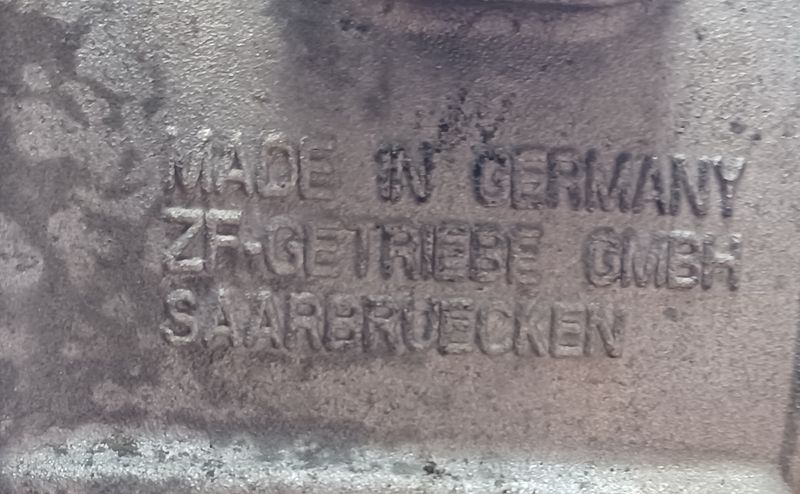 MADE IN GERMANY
ZF-GETRIEBE GMBH
SAARBRUECKEN